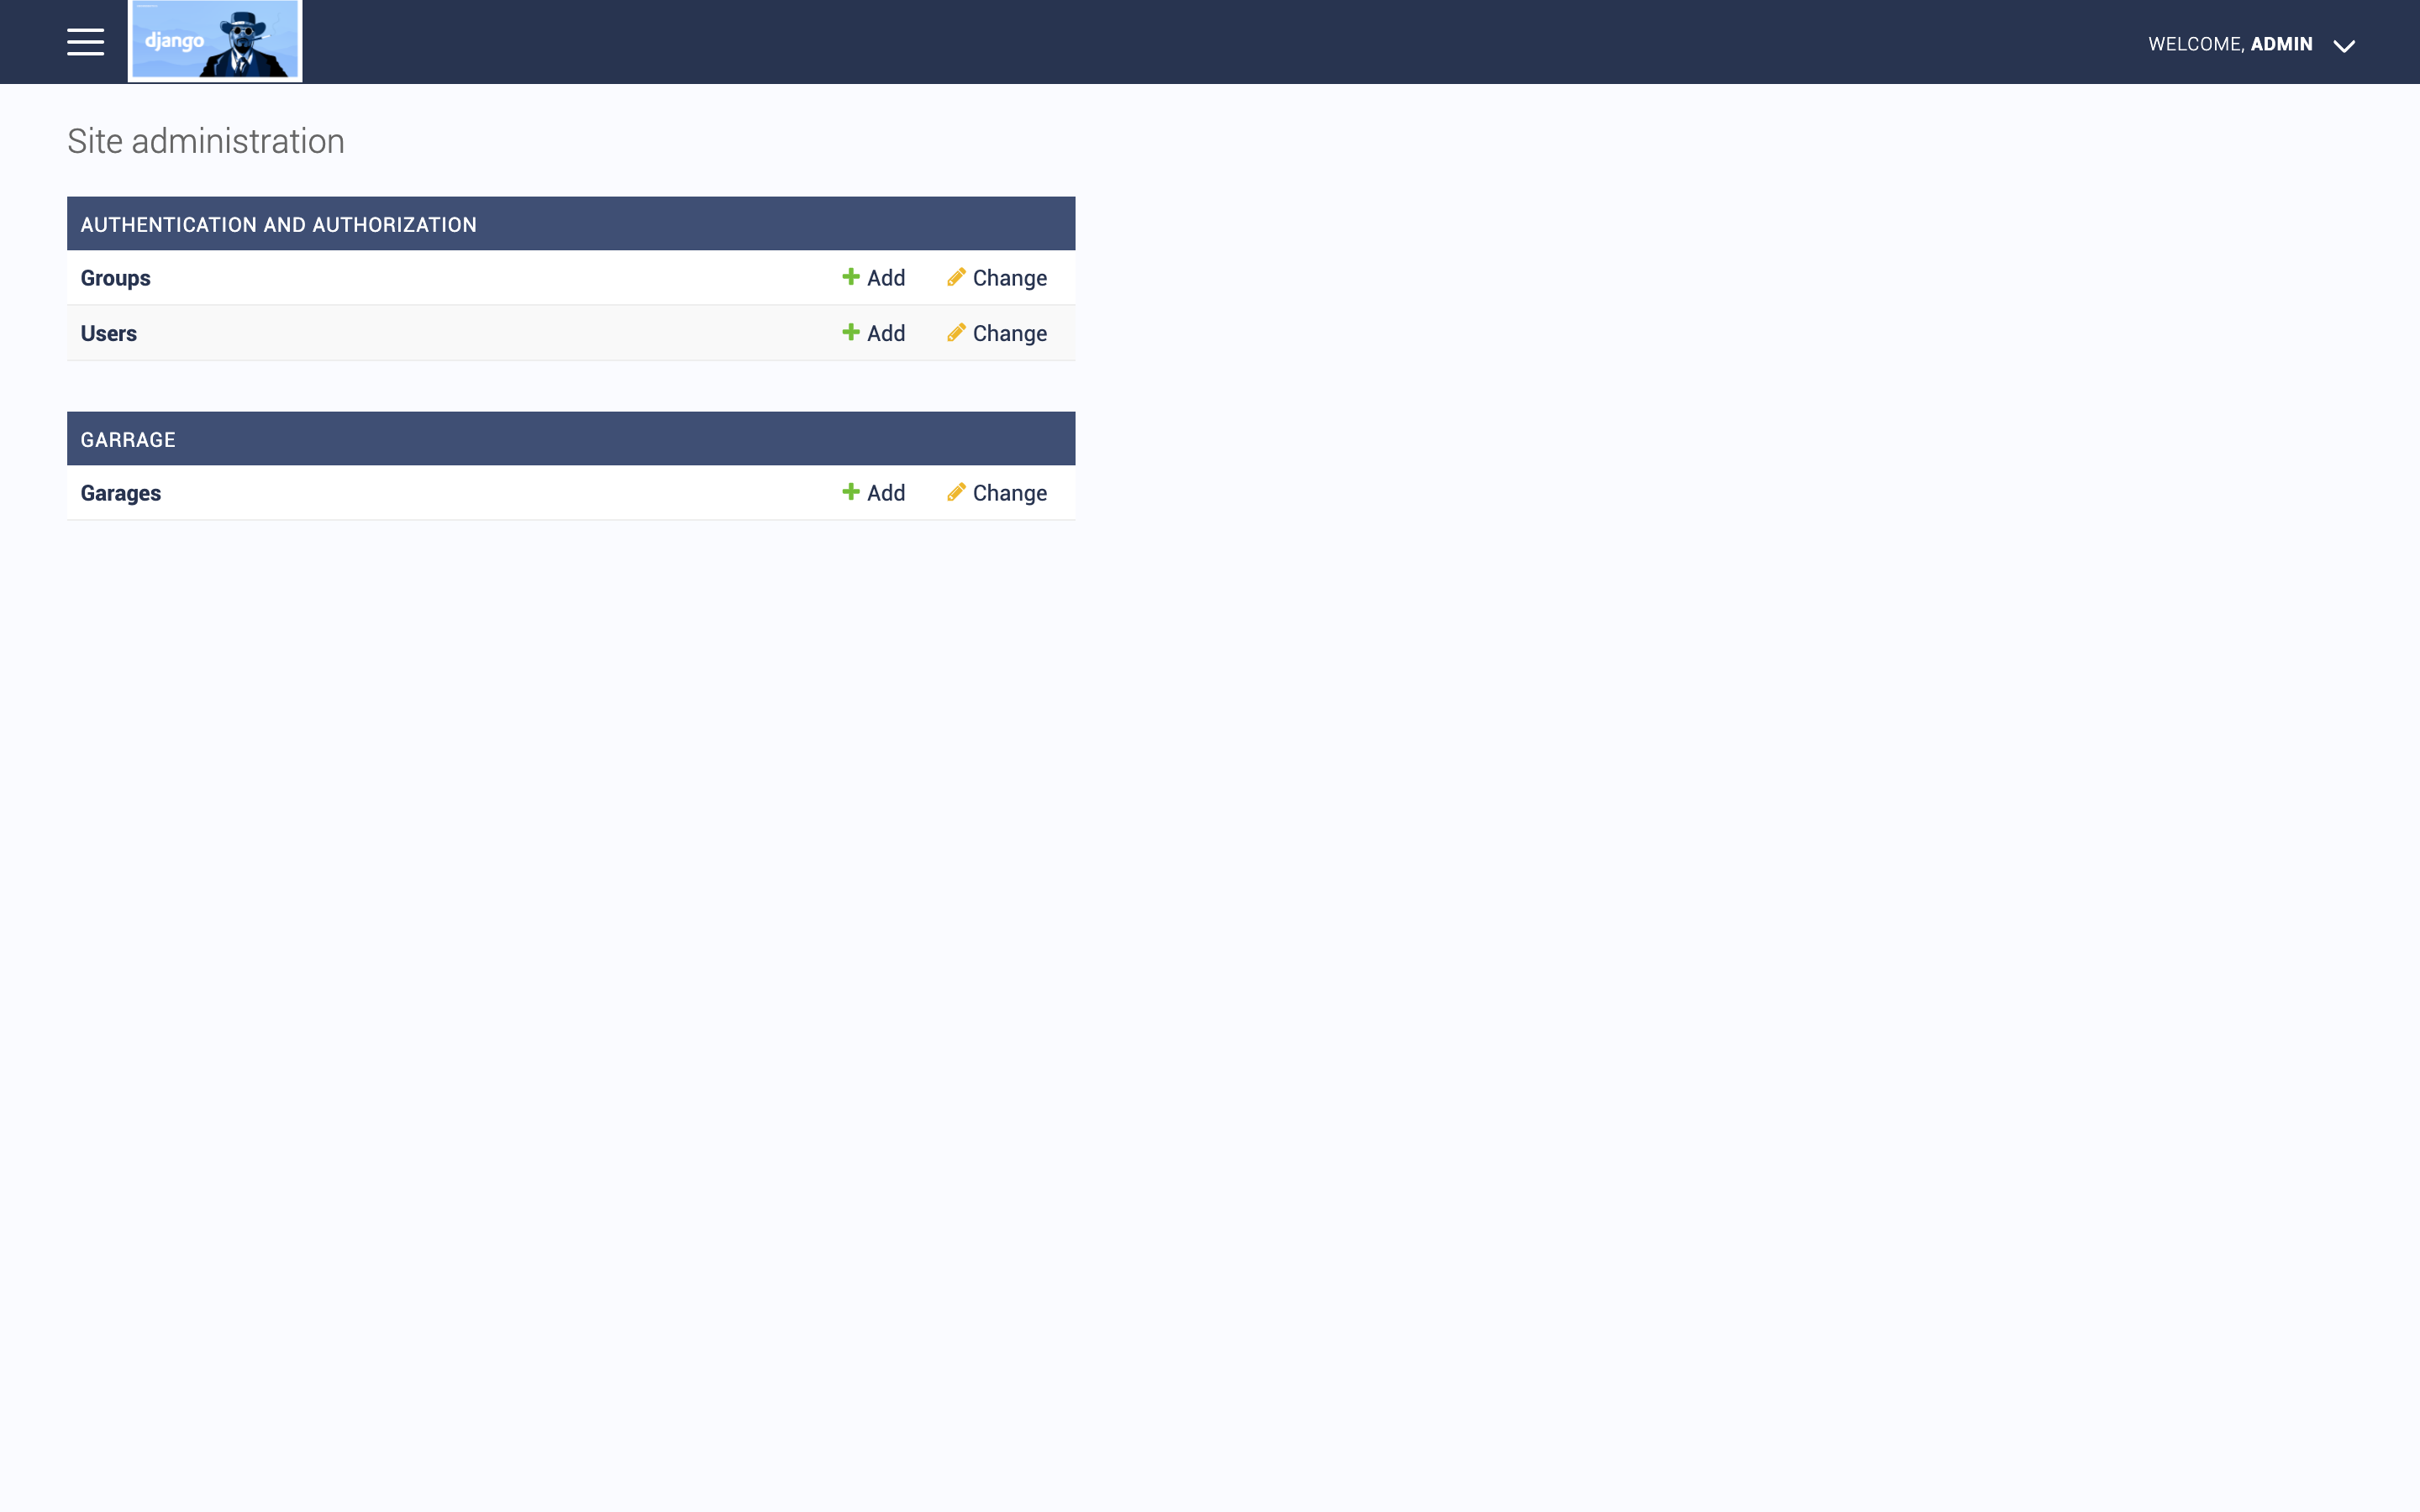 django
WELCOME, ADMIN
Site administration
AUTHENTICATION AND AUTHORIZATION
Groups Add Change
Users Add Change
GARRAGE
Garages Add Change